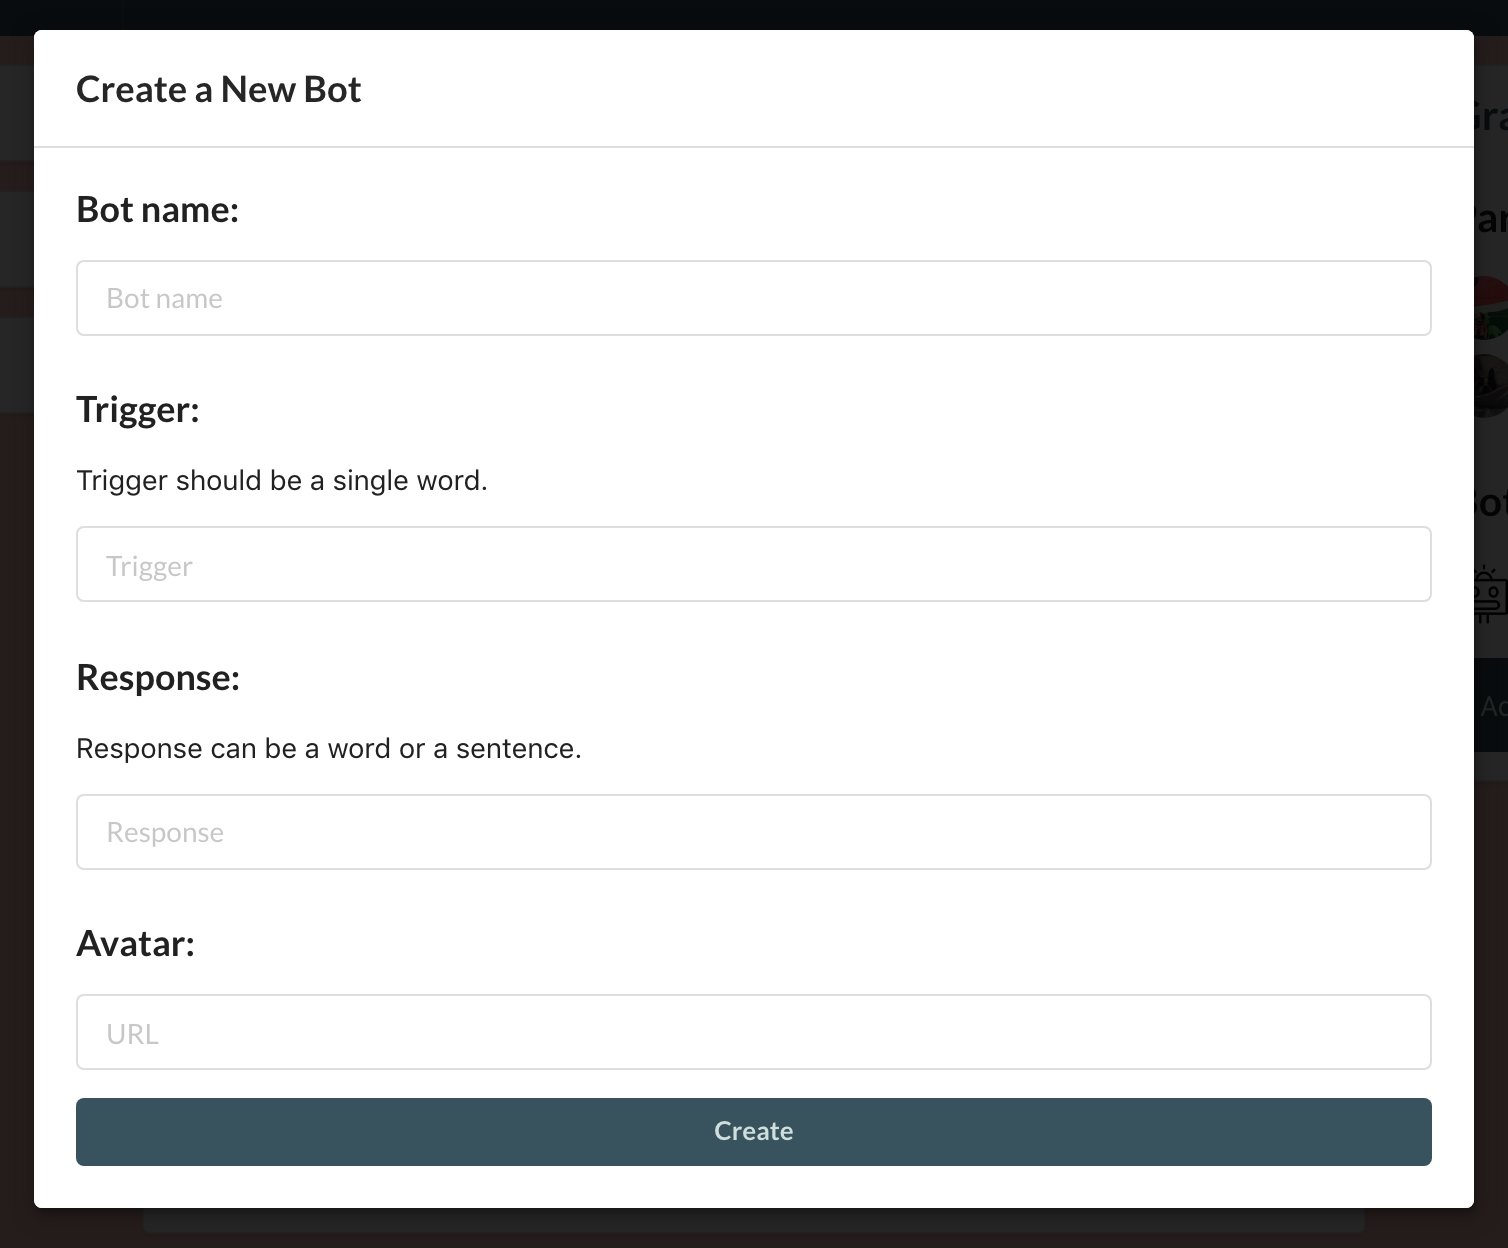 Create a New Bot
Bot name:
Bot name
Trigger:
Trigger should be a single word.
Trigger
Response:
Response can be a word or a sentence.
Response
Avatar:
URL
Create